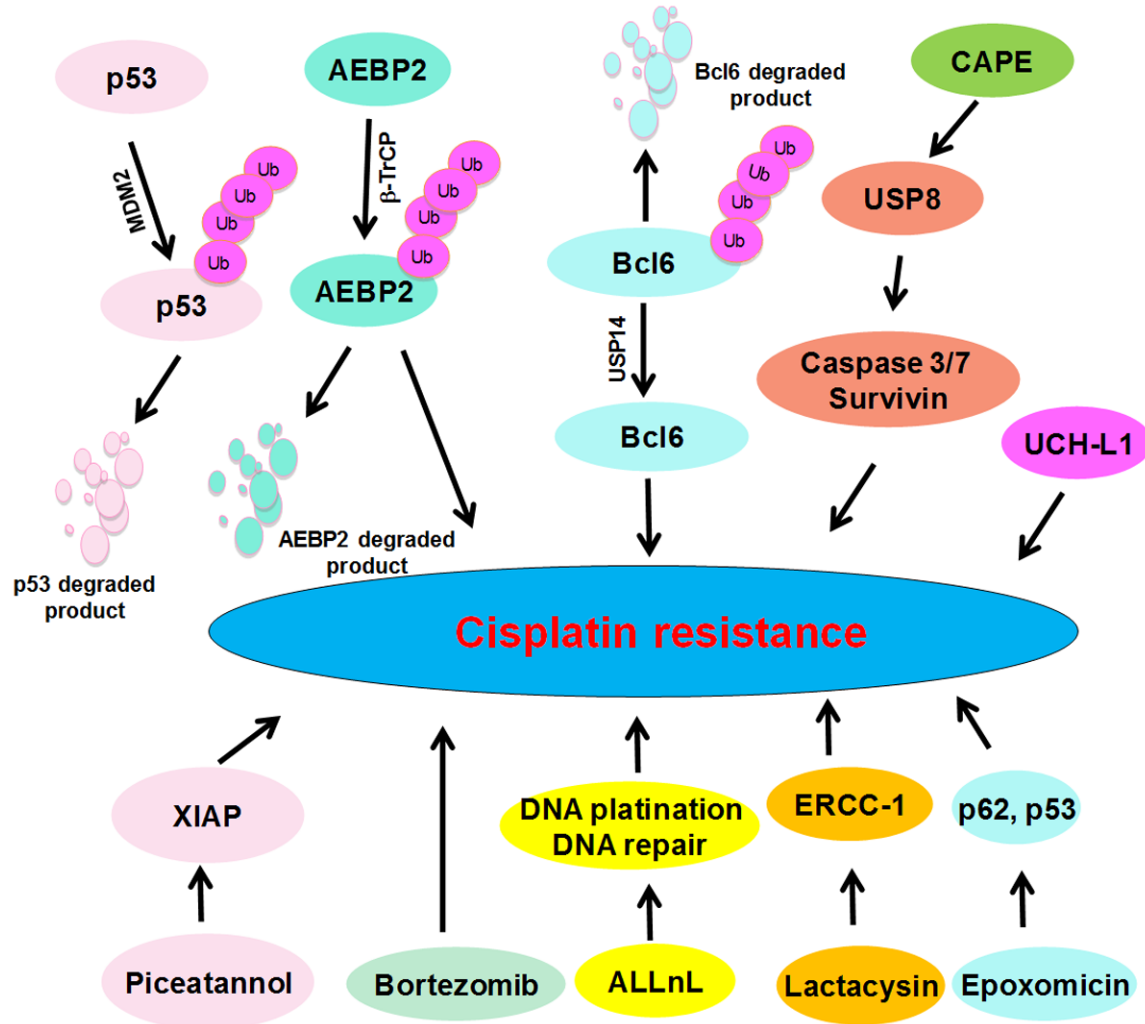 p53
AEBP2
Bcl6 degraded
product
CAPE
MDM2
Ub
Ub
Ub
Ub
β-TrCP
Ub
Ub
Ub
Ub
Ub
Ub
Ub
Ub
USP8
p53
AEBP2
Bcl6
USP14
Caspase 3/7
Survivin
Bcl6
UCH-L1
AEBP2 degraded
product
p53 degraded
product
Cisplatin resistance
XIAP
DNA platination
DNA repair
ERCC-1
p62, p53
Piceatannol
Bortezomib
ALLnL
Lactacysin
Epoxomicin